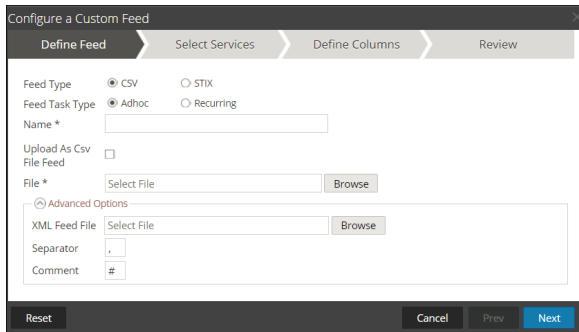 Configure a Custom Feed
Define Feed Select Services Define Columns Review
Feed Type CSV STIX
Feed Task Type Adhoc Recurring
Name *
Upload As Csv
File Feed
File * Select File Browse
Advanced Options
XML Feed File Select File Browse
Separator ,
Comment #
Reset Cancel Prev Next